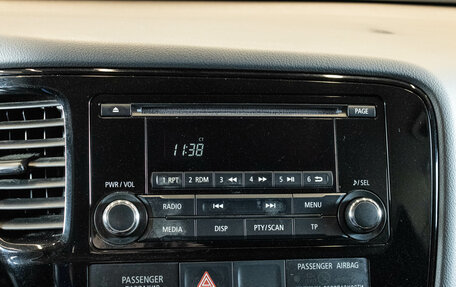 PAGE
CT
11:38
1 RPT 2 RDM 3 ◀◀ 4 ▶▶ 5 ▶II 6
PWR / VOL
♪/SEL
RADIO MENU
MEDIA DISP PTY/SCAN TP
PASSENGER
PASSENGER AIRBAG